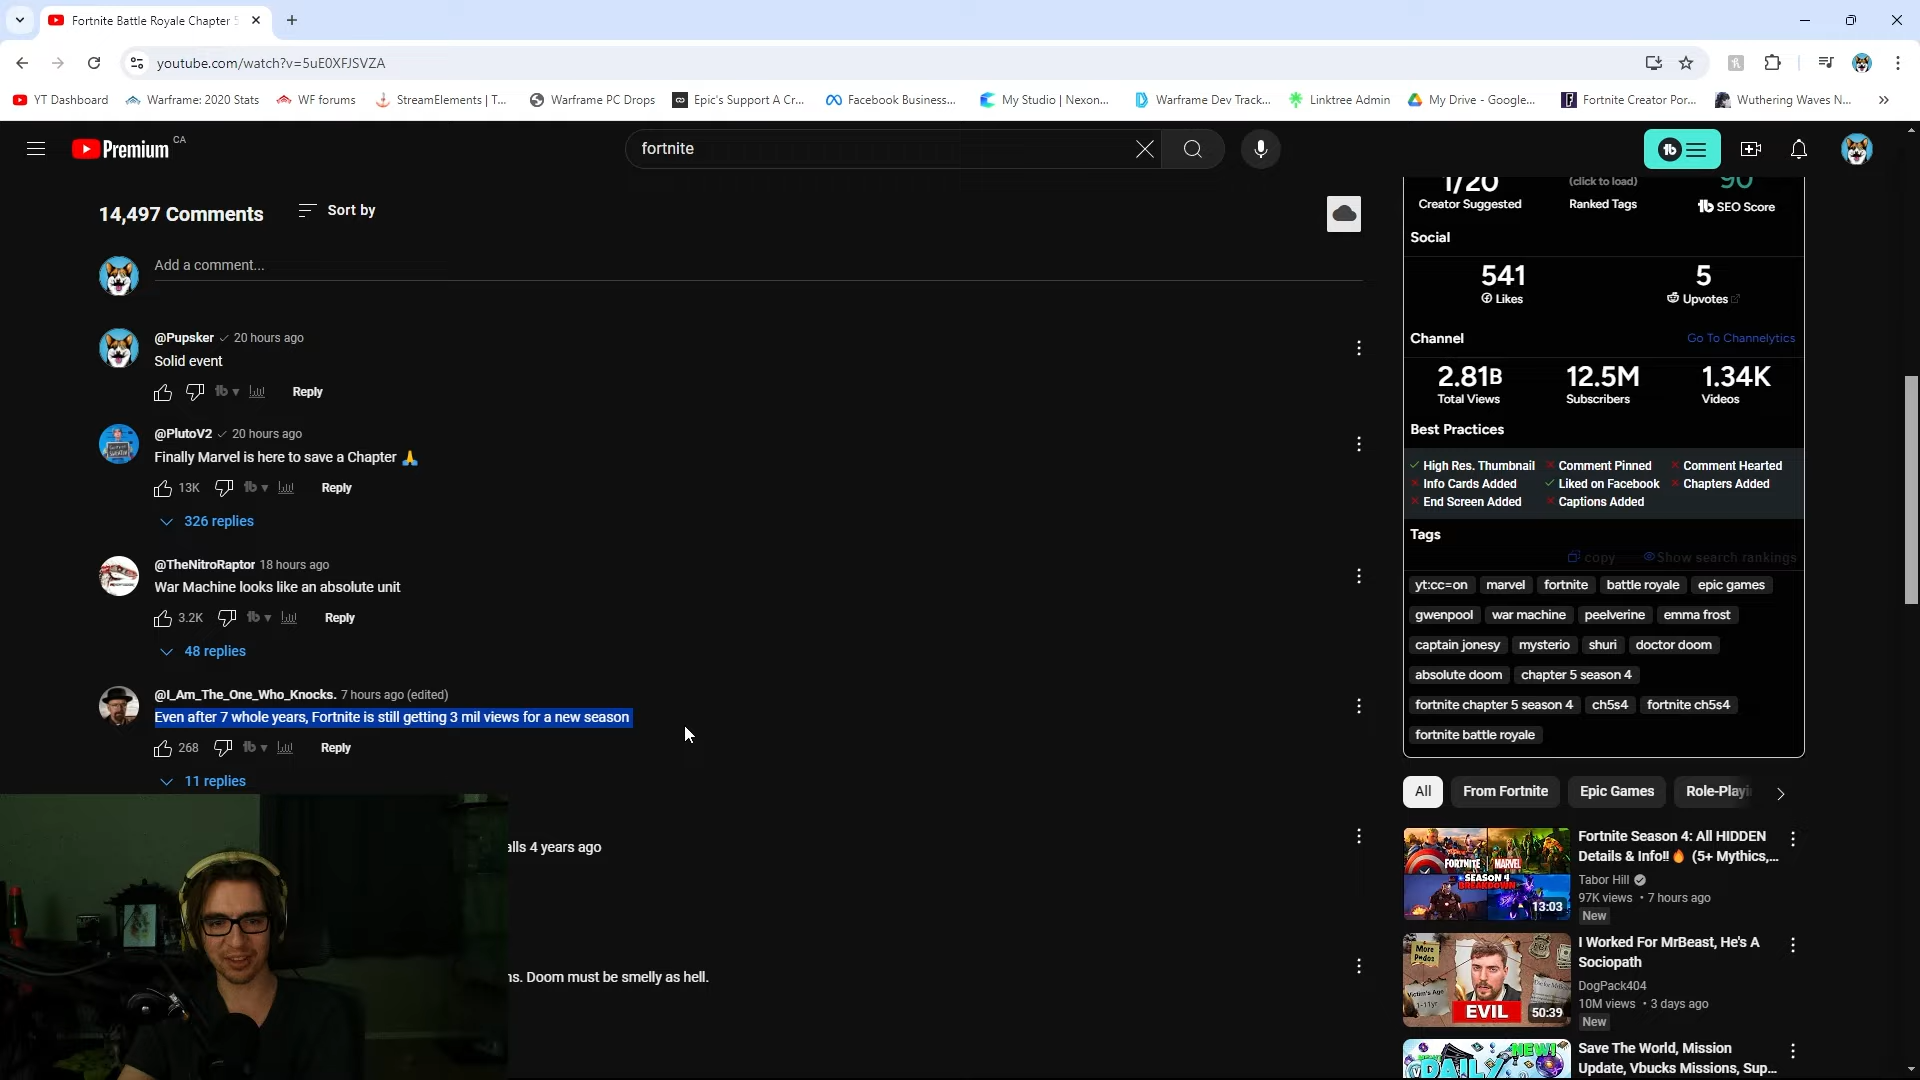 Fortnite Battle Royale Chapter 5
youtube.com/watch?v=5uE0XFJSVZA
YT Dashboard
Warframe: 2020 Stats
WF forums
StreamElements | T...
Warframe PC Drops
Epic's Support A Cr...
Facebook Business...
My Studio | Nexon...
Warframe Dev Track...
Linktree Admin
My Drive - Google...
Fortnite Creator Por...
Wuthering Waves N...
Premium
CA
fortnite
14,497 Comments
Sort by
Add a comment...
@Pupsker 20 hours ago
Solid event
Reply
@PlutoV2 20 hours ago
Finally Marvel is here to save a Chapter 🙏
13K
Reply
326 replies
@TheNitroRaptor 18 hours ago
War Machine looks like an absolute unit
3.2K
Reply
48 replies
@I_Am_The_One_Who_Knocks. 7 hours ago (edited)
Even after 7 whole years, Fortnite is still getting 3 mil views for a new season
268
Reply
11 replies
alls 4 years ago
ns. Doom must be smelly as hell.
1/20
(click to load)
90
Creator Suggested
Ranked Tags
SEO Score
Social
541
5
Likes
Upvotes
Channel
Go To Channelytics
2.81B
12.5M
1.34K
Total Views
Subscribers
Videos
Best Practices
High Res. Thumbnail
Comment Pinned
Comment Hearted
Info Cards Added
Liked on Facebook
Chapters Added
End Screen Added
Captions Added
Tags
copy
Show search rankings
yt:cc=on
marvel
fortnite
battle royale
epic games
gwenpool
war machine
peelverine
emma frost
captain jonesy
mysterio
shuri
doctor doom
absolute doom
chapter 5 season 4
fortnite chapter 5 season 4
ch5s4
fortnite ch5s4
fortnite battle royale
All
From Fortnite
Epic Games
Role-Playi
FORTNITE
MARVEL
SEASON 4
BREAKDOWN
13:03
Fortnite Season 4: All HIDDEN
Details & Info!!🔥 (5+ Mythics,...
Tabor Hill
97K views • 7 hours ago
New
More
EVIL
50:39
I Worked For MrBeast, He's A
Sociopath
DogPack404
10M views • 3 days ago
New
NEW!
DAILY
Save The World, Mission
Update, Vbucks Missions, Sup...